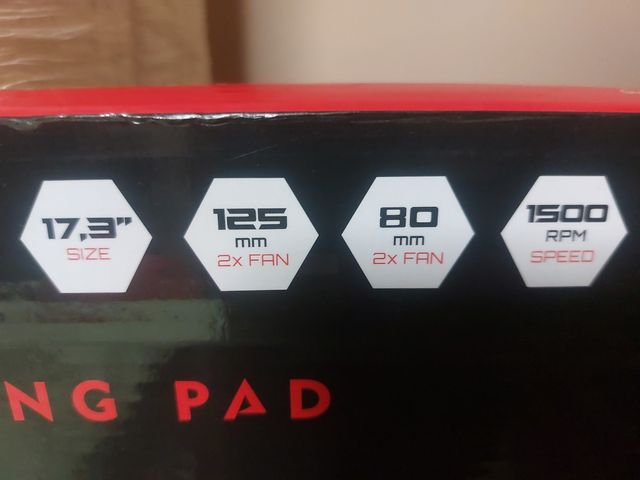 17,3"
SIZE
125
mm
2x FAN
80
mm
2x FAN
1500
RPM
SPEED
NG PAD